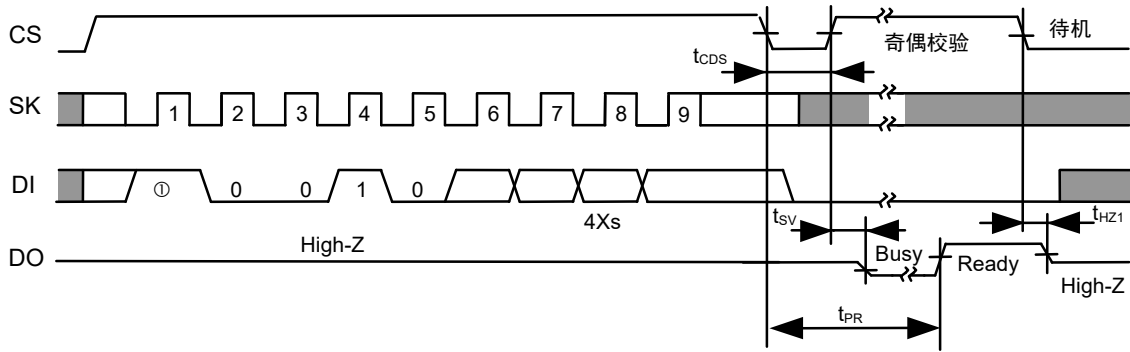 CS
奇偶校验
待机
tCDS
SK
1 2 3 4 5 6 7 8 9
DI
① 0 0 1 0
4Xs
tSV
tHZ1
DO
High-Z
Busy
Ready
High-Z
tPR